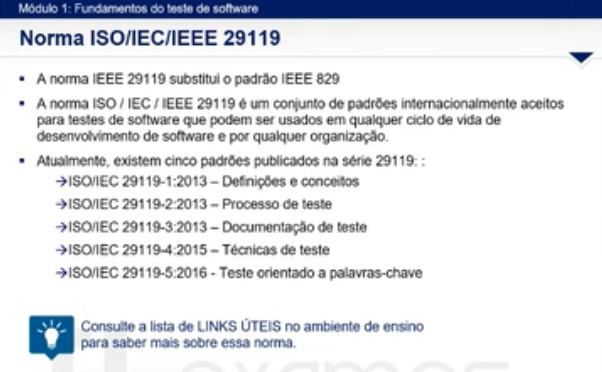 Módulo 1: Fundamentos do teste de software
Norma ISO/IEC/IEEE 29119
▪ A norma IEEE 29119 substitui o padrão IEEE 829
▪ A norma ISO / IEC / IEEE 29119 é um conjunto de padrões internacionalmente aceitos
para testes de software que podem ser usados em qualquer ciclo de vida de
desenvolvimento de software e por qualquer organização.
▪ Atualmente, existem cinco padrões publicados na série 29119: :
→ISO/IEC 29119-1:2013 – Definições e conceitos
→ISO/IEC 29119-2:2013 – Processo de teste
→ISO/IEC 29119-3:2013 – Documentação de teste
→ISO/IEC 29119-4:2015 – Técnicas de teste
→ISO/IEC 29119-5:2016 - Teste orientado a palavras-chave
Consulte a lista de LINKS ÚTEIS no ambiente de ensino
para saber mais sobre essa norma.